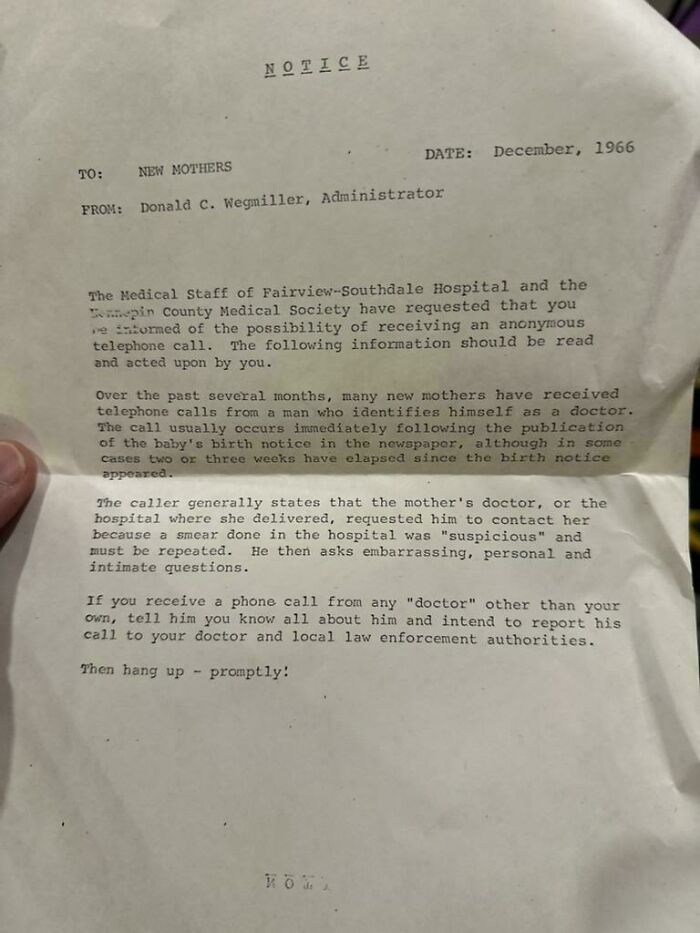 NOTICE
DATE: December, 1966
TO: NEW MOTHERS
FROM: Donald C. Wegmiller, Administrator
The Medical Staff of Fairview-Southdale Hospital and the
Hennepin County Medical Society have requested that you
be informed of the possibility of receiving an anonymous
telephone call. The following information should be read
and acted upon by you.
Over the past several months, many new mothers have received
telephone calls from a man who identifies himself as a doctor.
The call usually occurs immediately following the publication
of the baby's birth notice in the newspaper, although in some
cases two or three weeks have elapsed since the birth notice
appeared.
The caller generally states that the mother's doctor, or the
hospital where she delivered, requested him to contact her
because a smear done in the hospital was "suspicious" and
must be repeated. He then asks embarrassing, personal and
intimate questions.
If you receive a phone call from any "doctor" other than your
own, tell him you know all about him and intend to report his
call to your doctor and local law enforcement authorities.
Then hang up - promptly!